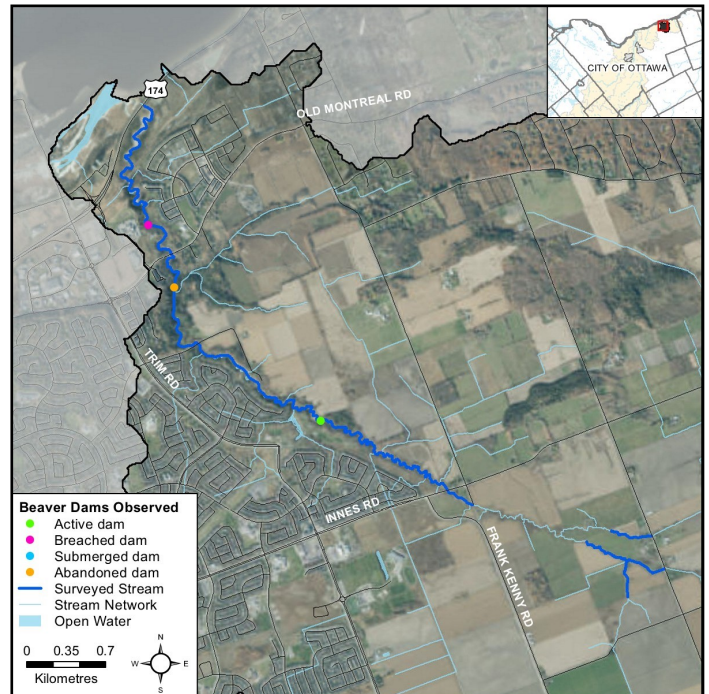 CITY OF OTTAWA
174
OLD MONTREAL RD
TRIM RD
INNES RD
FRANK KENNY RD
Beaver Dams Observed
Active dam
Breached dam
Submerged dam
Abandoned dam
Surveyed Stream
Stream Network
Open Water
0 0.35 0.7
Kilometres
N
W E
S